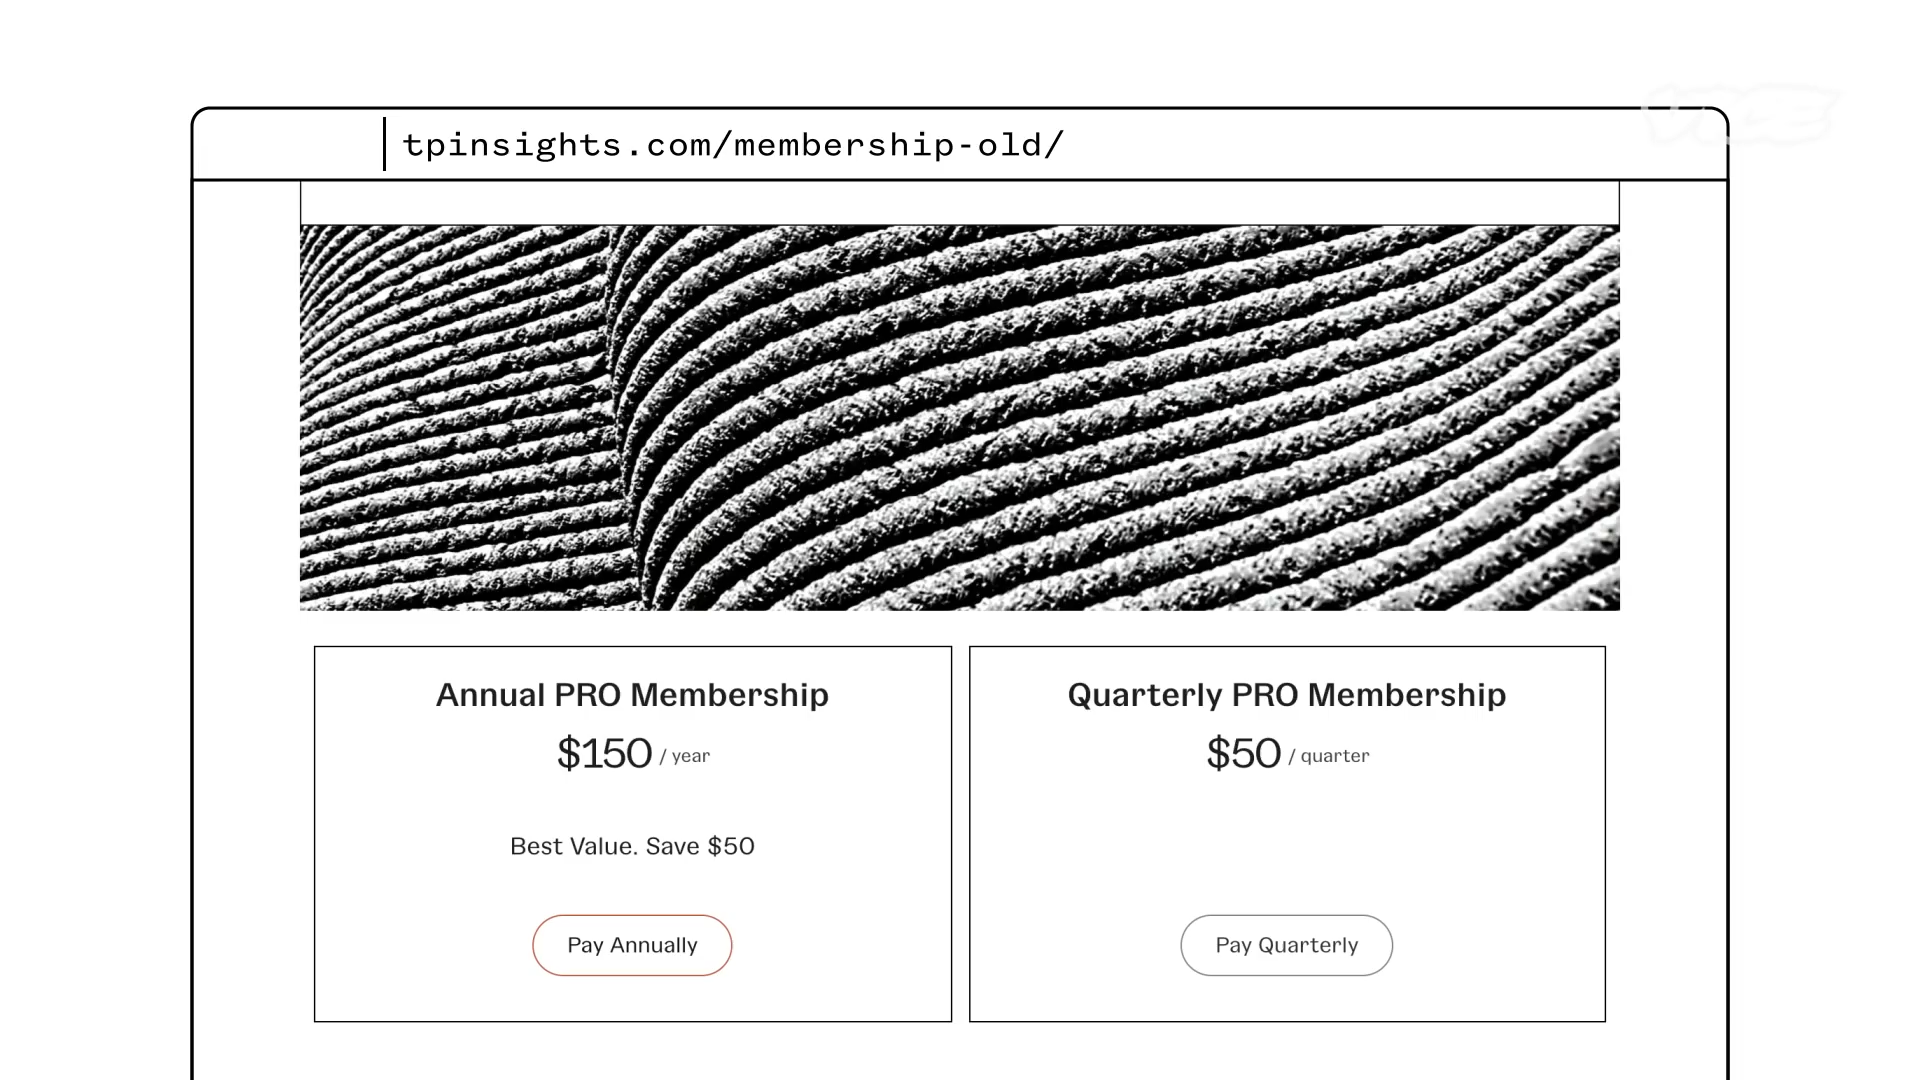 VICE
tpinsights.com/membership-old/
Annual PRO Membership
$150 / year
Best Value. Save $50
Pay Annually
Quarterly PRO Membership
$50 / quarter
Pay Quarterly